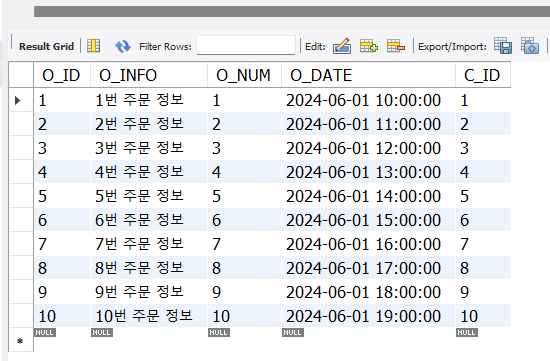 Result Grid Filter Rows: Edit: Export/Import:
O_ID O_INFO O_NUM O_DATE C_ID
1 1번 주문 정보 1 2024-06-01 10:00:00 1
2 2번 주문 정보 2 2024-06-01 11:00:00 2
3 3번 주문 정보 3 2024-06-01 12:00:00 3
4 4번 주문 정보 4 2024-06-01 13:00:00 4
5 5번 주문 정보 5 2024-06-01 14:00:00 5
6 6번 주문 정보 6 2024-06-01 15:00:00 6
7 7번 주문 정보 7 2024-06-01 16:00:00 7
8 8번 주문 정보 8 2024-06-01 17:00:00 8
9 9번 주문 정보 9 2024-06-01 18:00:00 9
10 10번 주문 정보 10 2024-06-01 19:00:00 10
NULL NULL NULL NULL NULL